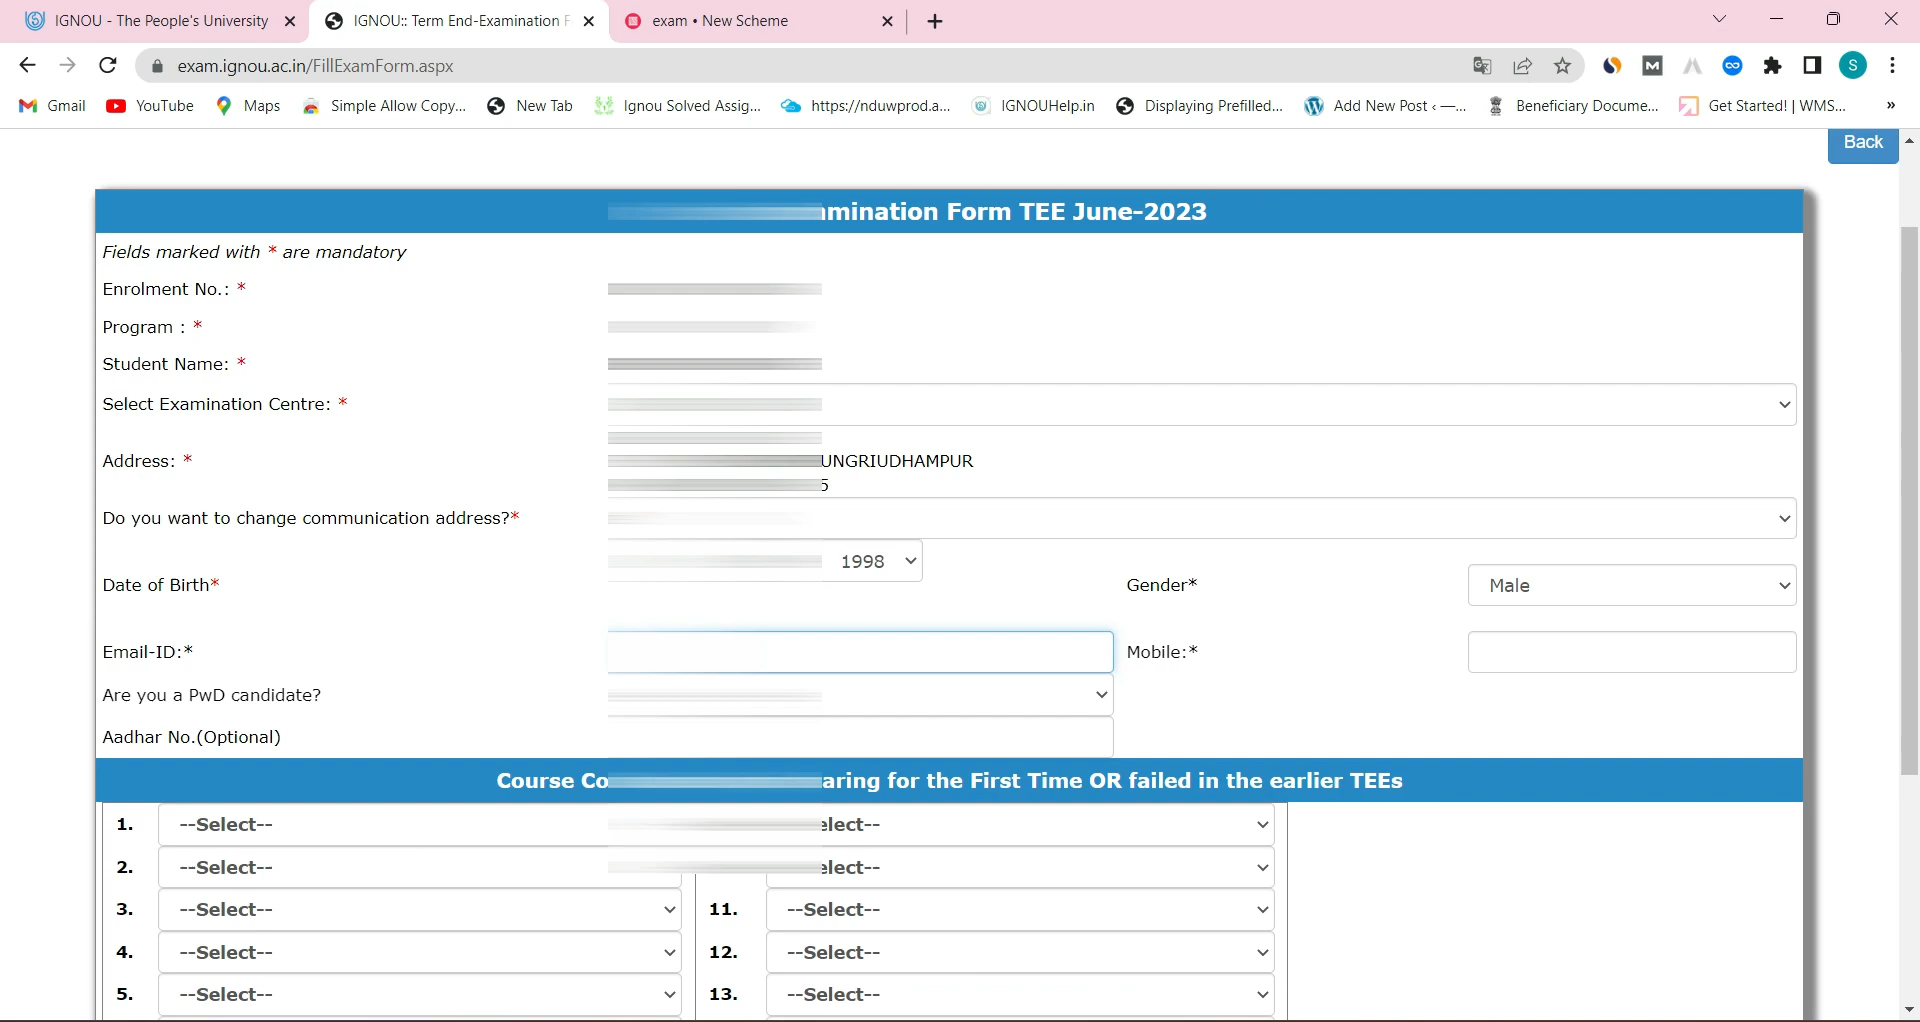 IGNOU - The People's University
IGNOU:: Term End-Examination F
exam • New Scheme
exam.ignou.ac.in/FillExamForm.aspx
S
Gmail
YouTube
Maps
Simple Allow Copy...
New Tab
Ignou Solved Assig...
https://nduwprod.a...
IGNOUHelp.in
Displaying Prefilled...
Add New Post ‹ —...
Beneficiary Docume...
Get Started! | WMS...
»
Back
mination Form TEE June-2023
Fields marked with * are mandatory
Enrolment No.: *
Program : *
Student Name: *
Select Examination Centre: *
Address: *
UNGRIUDHAMPUR
5
Do you want to change communication address?*
1998
Date of Birth*
Gender*
Male
Email-ID:*
Mobile:*
Are you a PwD candidate?
Aadhar No.(Optional)
Course Co aring for the First Time OR failed in the earlier TEEs
1. --Select-- elect--
2. --Select-- elect--
3. --Select-- 11. --Select--
4. --Select-- 12. --Select--
5. --Select-- 13. --Select--